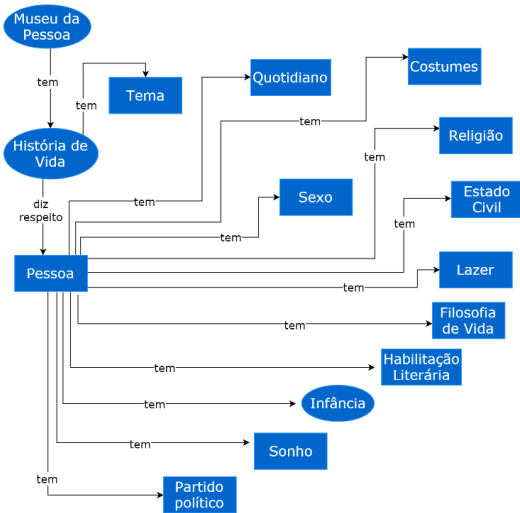 Museu da
Pessoa
tem
Tema
tem
História de
Vida
diz
respeito
Pessoa
Quotidiano
tem
Costumes
tem
Religião
tem
Sexo
tem
Estado
Civil
tem
Lazer
tem
Filosofia
de Vida
tem
Habilitação
Literária
tem
Infância
tem
Sonho
tem
Partido
político
tem